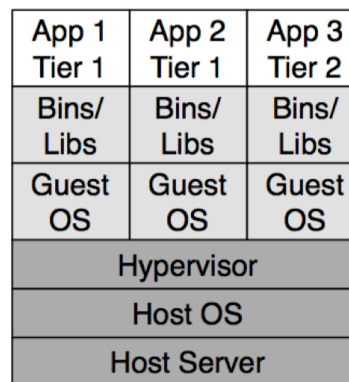 App 1
Tier 1
App 2
Tier 1
App 3
Tier 2
Bins/
Libs
Bins/
Libs
Bins/
Libs
Guest
OS
Guest
OS
Guest
OS
Hypervisor
Host OS
Host Server